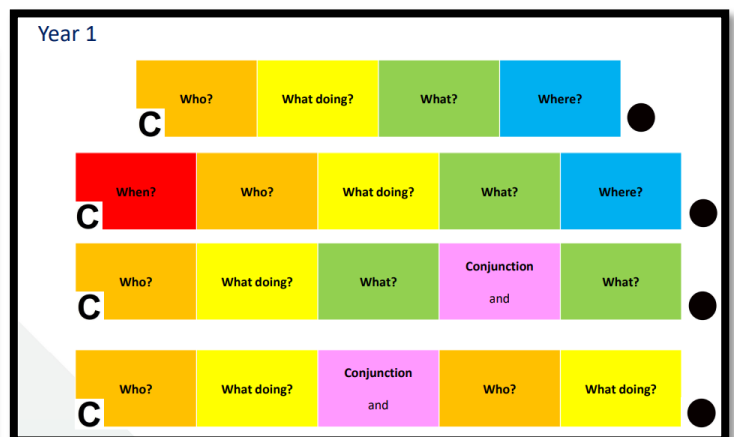 Year 1
Who? What doing? What? Where?
C
When? Who? What doing? What? Where?
C
Who? What doing? What? Conjunction and What?
C
Who? What doing? Conjunction and Who? What doing?
C